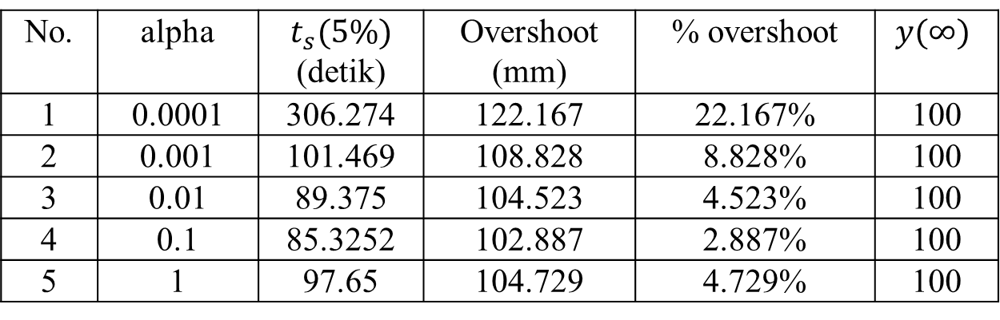 No. alpha 𝑡ₛ(5%) (detik) Overshoot (mm) % overshoot 𝑦(∞)
1 0.0001 306.274 122.167 22.167% 100
2 0.001 101.469 108.828 8.828% 100
3 0.01 89.375 104.523 4.523% 100
4 0.1 85.3252 102.887 2.887% 100
5 1 97.65 104.729 4.729% 100